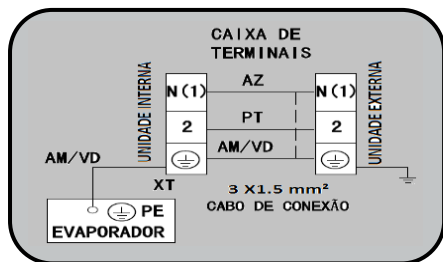 CAIXA DE
TERMINAIS
UNIDADE INTERNA
UNIDADE EXTERNA
N(1) AZ N(1)
2 PT 2
AM/VD AM/VD
XT 3 X1.5 mm²
CABO DE CONEXÃO
PE
EVAPORADOR